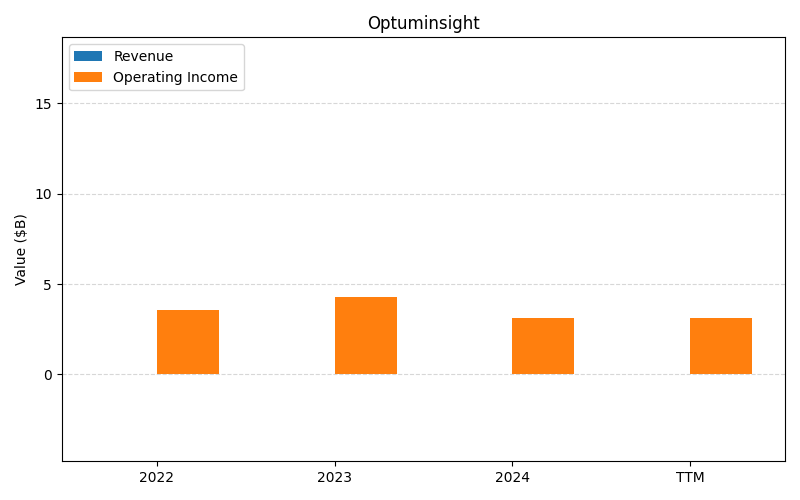 Optuminsight
Revenue
Operating Income
15
10
5
0
Value ($B)
2022
2023
2024
TTM